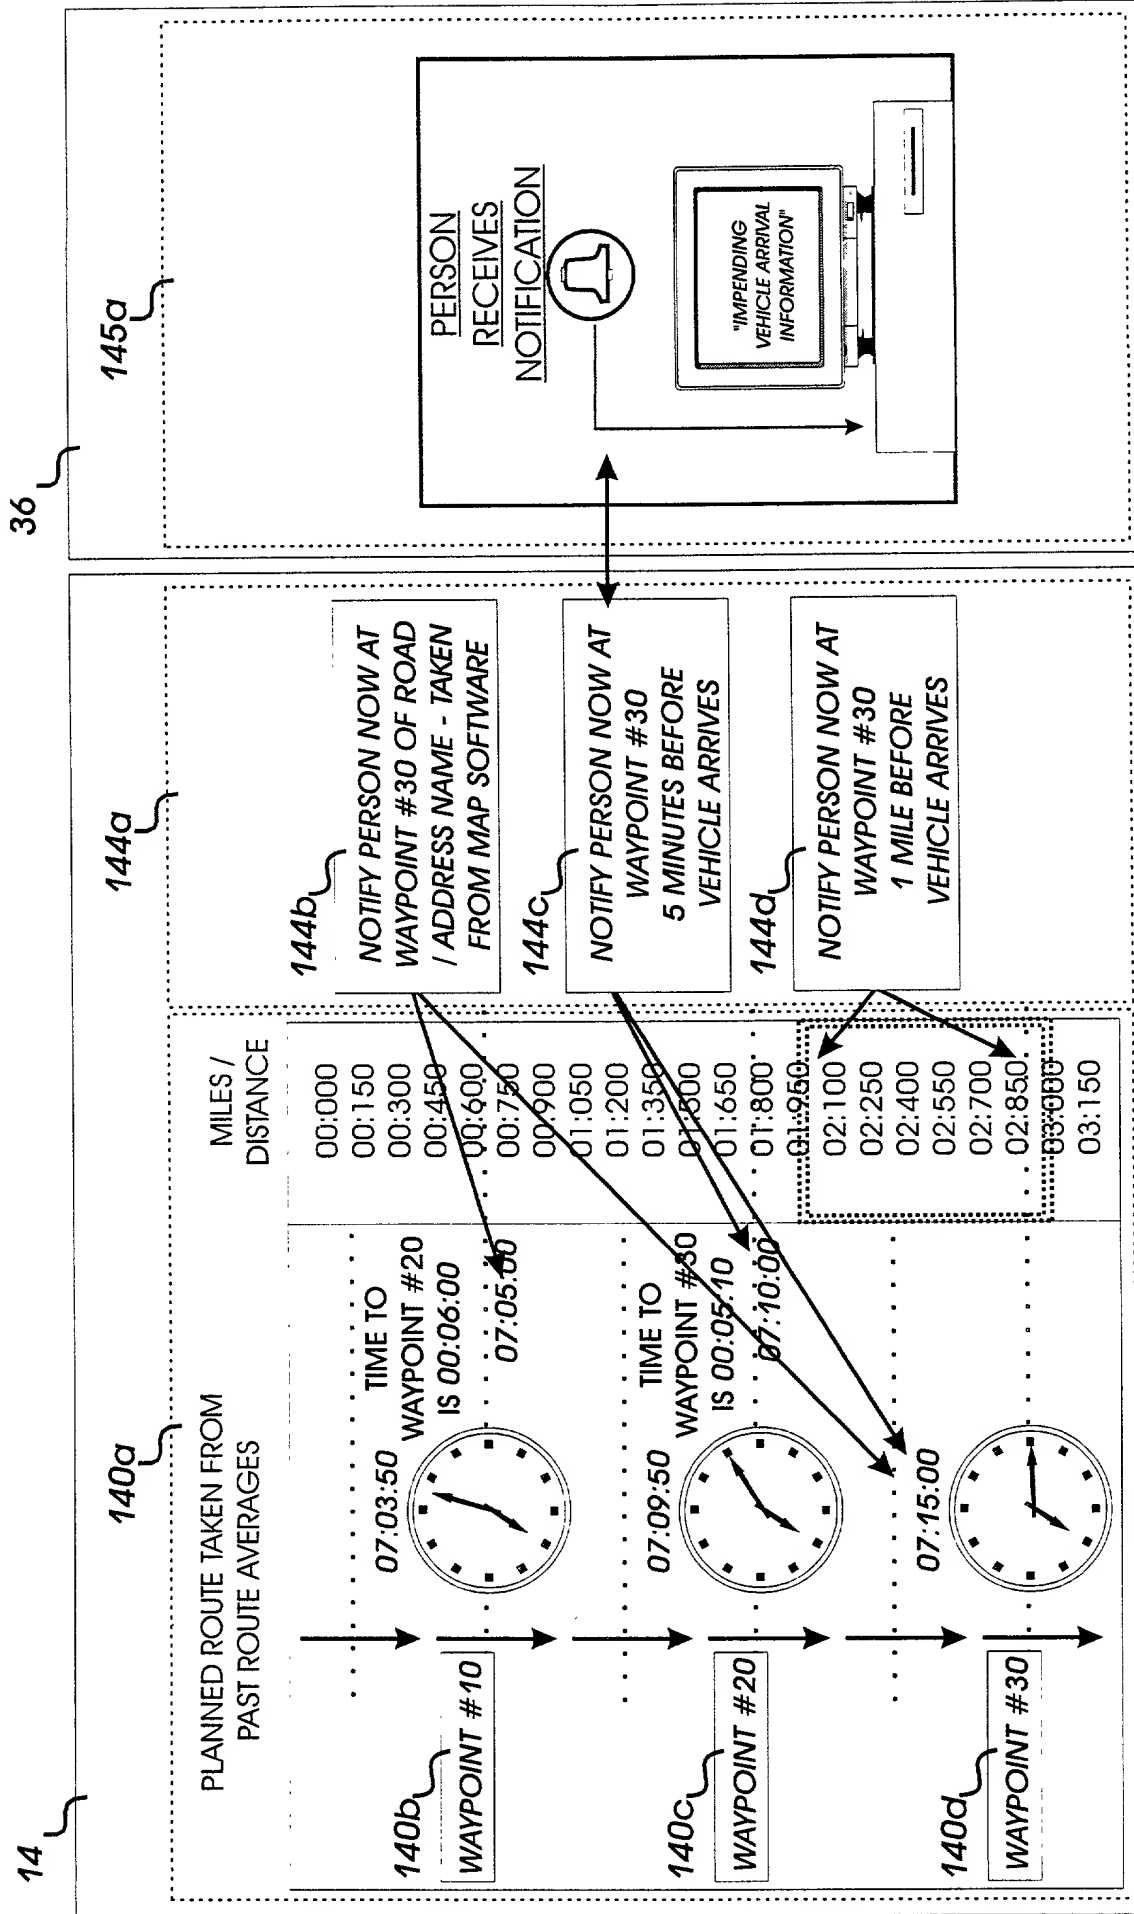 14
36
140a
144a
145a
PLANNED ROUTE TAKEN FROM
PAST ROUTE AVERAGES
MILES /
DISTANCE
140b
WAYPOINT #10
07:03:50
TIME TO
WAYPOINT #20
IS 00:06:00
07:05:00
140c
WAYPOINT #20
07:09:50
TIME TO
WAYPOINT #30
IS 00:05:10
07:10:00
140d
WAYPOINT #30
07:15:00
00:000
00:150
00:300
00:450
00:600
00:750
00:900
01:050
01:200
01:350
01:500
01:650
01:800
01:950
02:100
02:250
02:400
02:550
02:700
02:850
03:000
03:150
144b
NOTIFY PERSON NOW AT
WAYPOINT #30 OF ROAD
/ ADDRESS NAME - TAKEN
FROM MAP SOFTWARE
144c
NOTIFY PERSON NOW AT
WAYPOINT #30
5 MINUTES BEFORE
VEHICLE ARRIVES
144d
NOTIFY PERSON NOW AT
WAYPOINT #30
1 MILE BEFORE
VEHICLE ARRIVES
PERSON
RECEIVES
NOTIFICATION
"IMPENDING
VEHICLE ARRIVAL
INFORMATION"